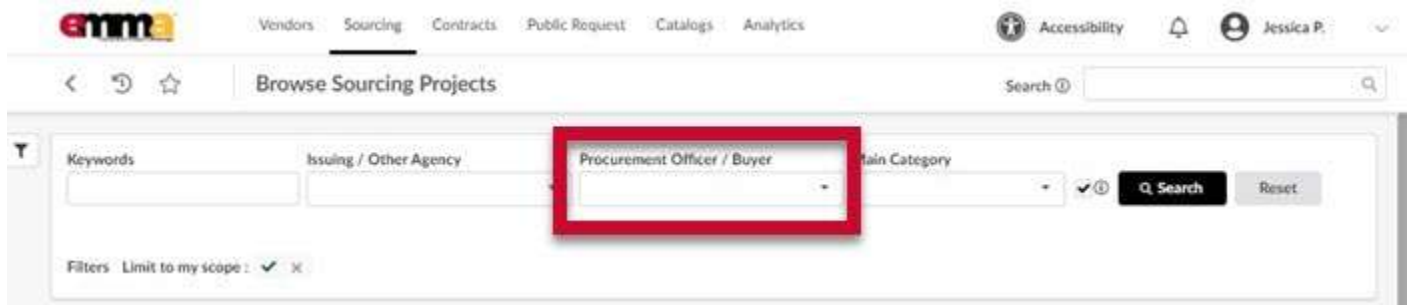 emma Vendors Sourcing Contracts Public Request Catalogs Analytics Accessibility Jessica P.
Browse Sourcing Projects Search
Keywords Issuing / Other Agency Procurement Officer / Buyer Main Category
Search Reset
Filters Limit to my scope :